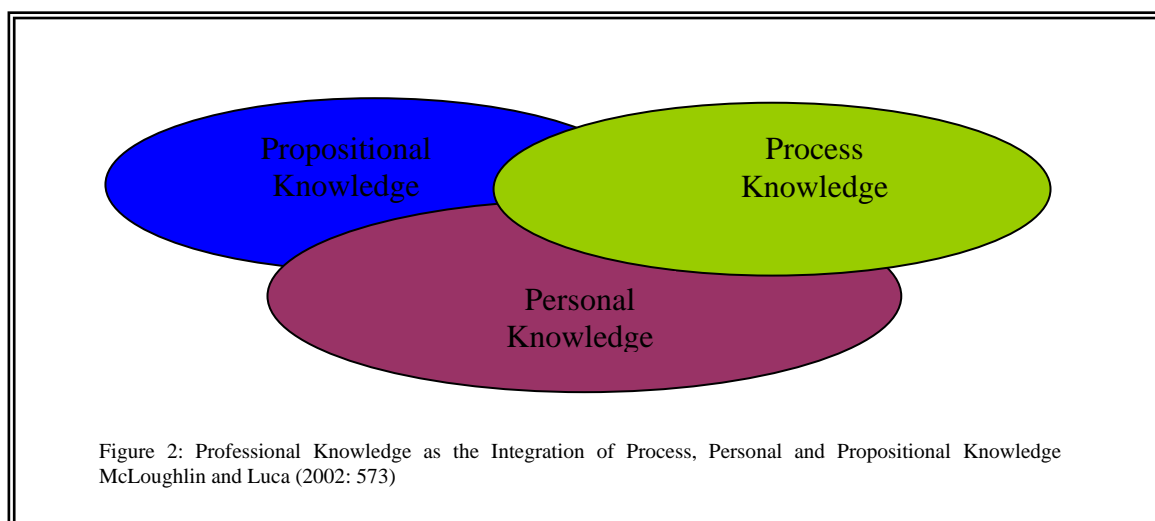 Propositional
Knowledge
Process
Knowledge
Personal
Knowledge
Figure 2: Professional Knowledge as the Integration of Process, Personal and Propositional Knowledge
McLoughlin and Luca (2002: 573)